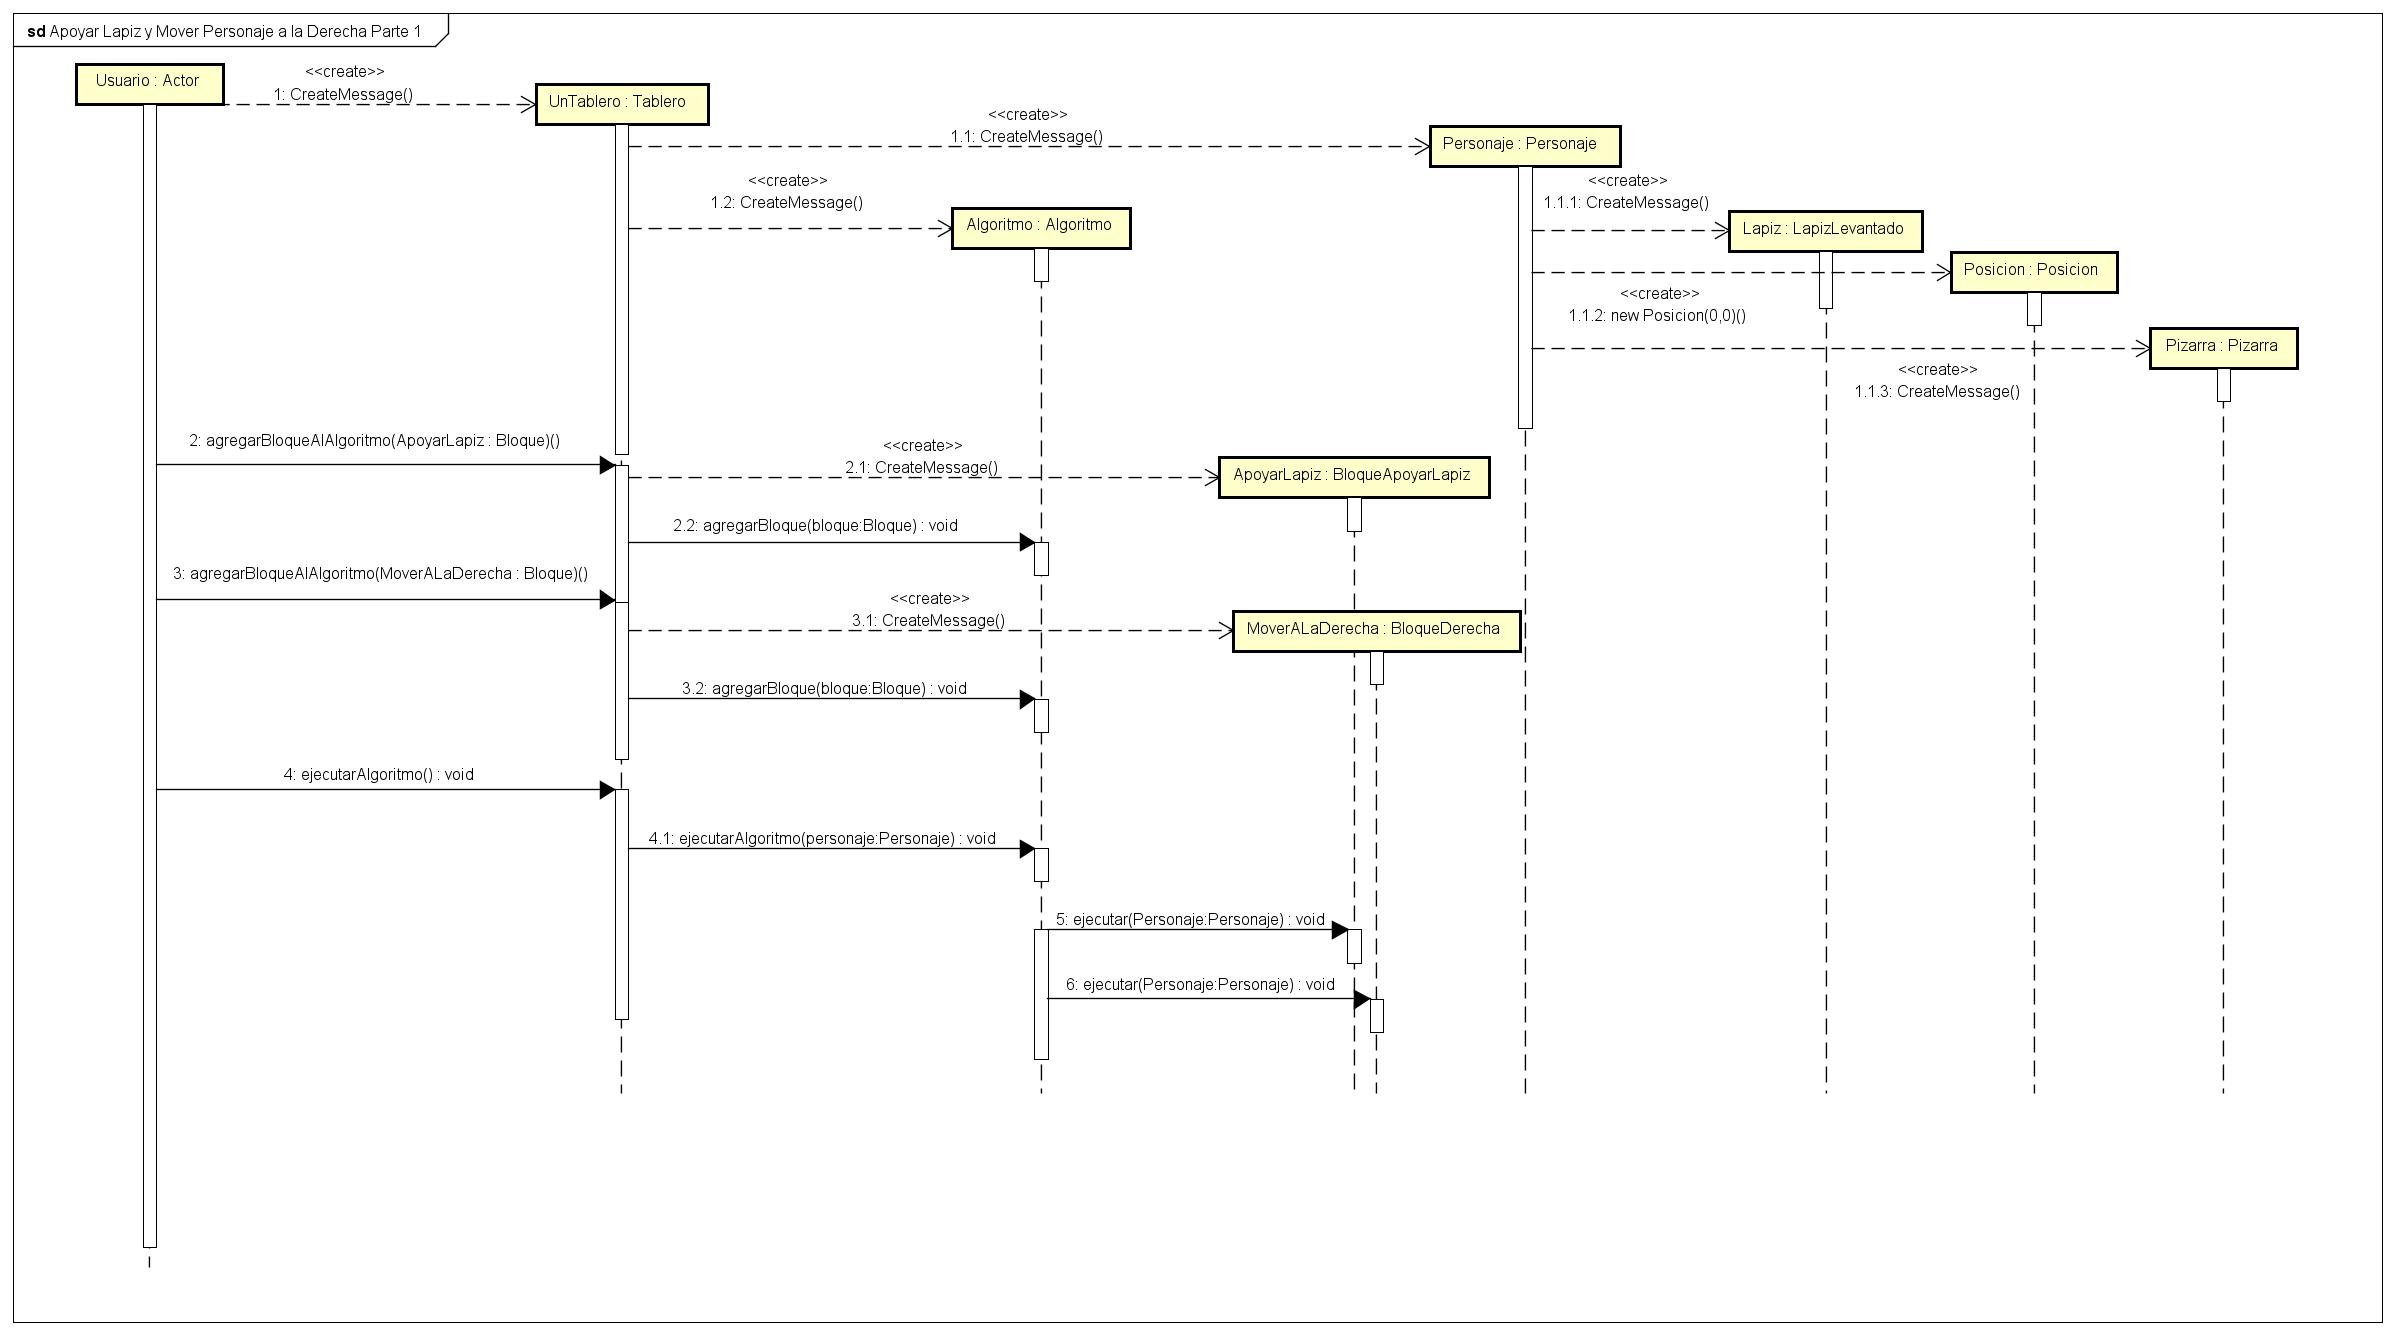 sd Apoyar Lapiz y Mover Personaje a la Derecha Parte 1
Usuario : Actor
<<create>>
1: CreateMessage()
UnTablero : Tablero
<<create>>
1.1: CreateMessage()
Personaje : Personaje
<<create>>
1.2: CreateMessage()
Algoritmo : Algoritmo
<<create>>
1.1.1: CreateMessage()
Lapiz : LapizLevantado
Posicion : Posicion
<<create>>
1.1.2: new Posicion(0,0)()
Pizarra : Pizarra
<<create>>
1.1.3: CreateMessage()
2: agregarBloqueAlAlgoritmo(ApoyarLapiz : Bloque)()
<<create>>
2.1: CreateMessage()
ApoyarLapiz : BloqueApoyarLapiz
2.2: agregarBloque(bloque:Bloque) : void
3: agregarBloqueAlAlgoritmo(MoverALaDerecha : Bloque)()
<<create>>
3.1: CreateMessage()
MoverALaDerecha : BloqueDerecha
3.2: agregarBloque(bloque:Bloque) : void
4: ejecutarAlgoritmo() : void
4.1: ejecutarAlgoritmo(personaje:Personaje) : void
5: ejecutar(Personaje:Personaje) : void
6: ejecutar(Personaje:Personaje) : void